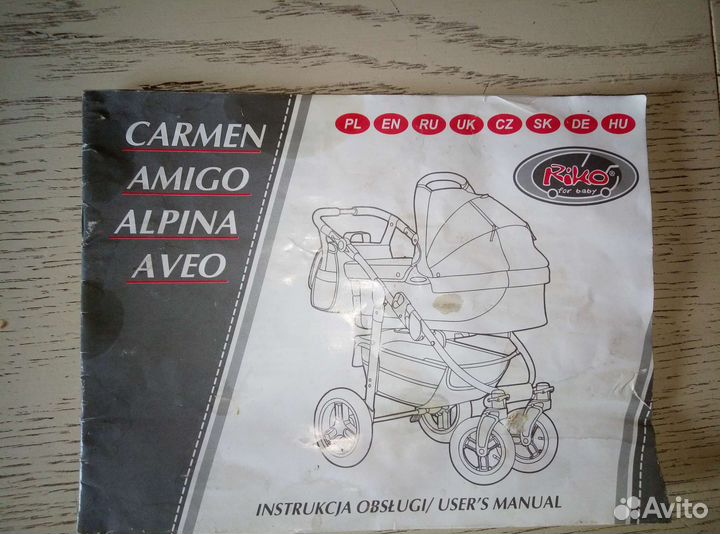 CARMEN
AMIGO
ALPINA
AVEO
PL EN RU UK CZ SK DE HU
Riko®
for baby
INSTRUKCJA OBSŁUGI/ USER'S MANUAL
Avito